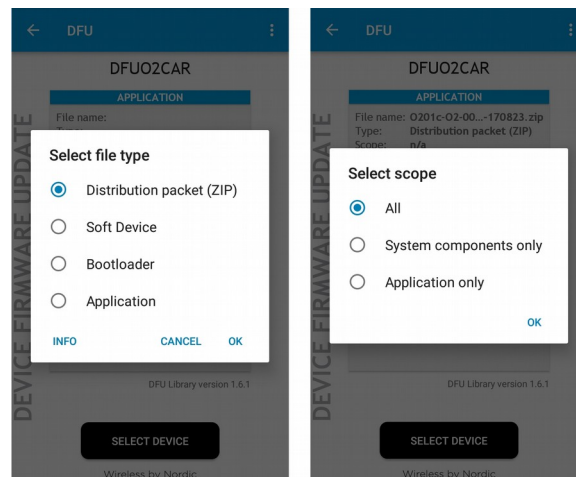 DFU
DFUO2CAR
APPLICATION
File name:
Select file type
Distribution packet (ZIP)
Soft Device
Bootloader
Application
INFO CANCEL OK
DFU Library version 1.6.1
SELECT DEVICE
Wireless by Nordic
DEVICE FIRMWARE UPDATE
DFU
DFUO2CAR
APPLICATION
File name: O201c-O2-00...-170823.zip
Type: Distribution packet (ZIP)
Scope: n/a
Select scope
All
System components only
Application only
OK
DFU Library version 1.6.1
SELECT DEVICE
Wireless by Nordic
DEVICE FIRMWARE UPDATE